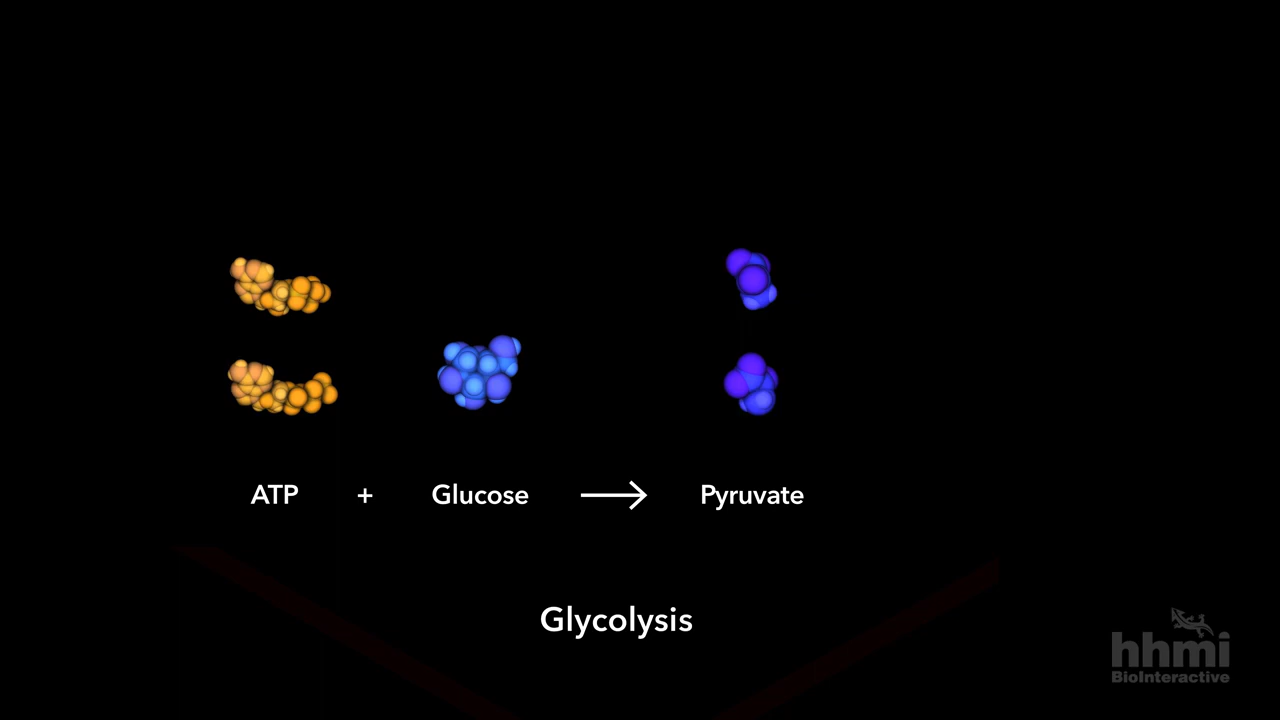 ATP + Glucose → Pyruvate
Glycolysis
hhmi
BioInteractive